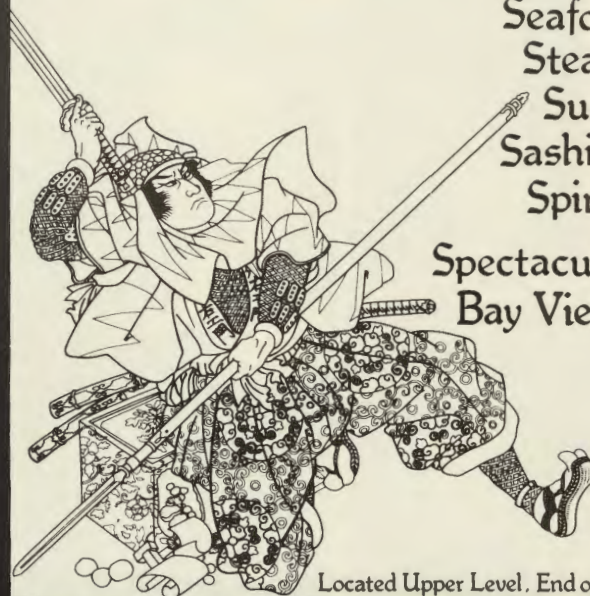 Seafo
Stea
Su
Sashi
Spir
Spectacu
Bay Vie
Located Upper Level, End o